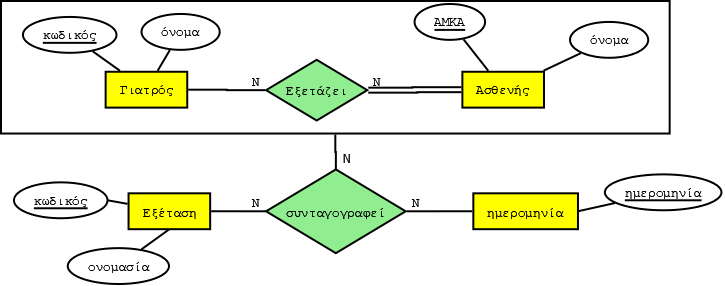 κωδικός
όνομα
ΑΜΚΑ
όνομα
Γιατρός
N
Εξετάζει
N
Ασθενής
N
κωδικός
Εξέταση
N
συνταγογραφεί
N
ημερομηνία
ημερομηνία
ονομασία